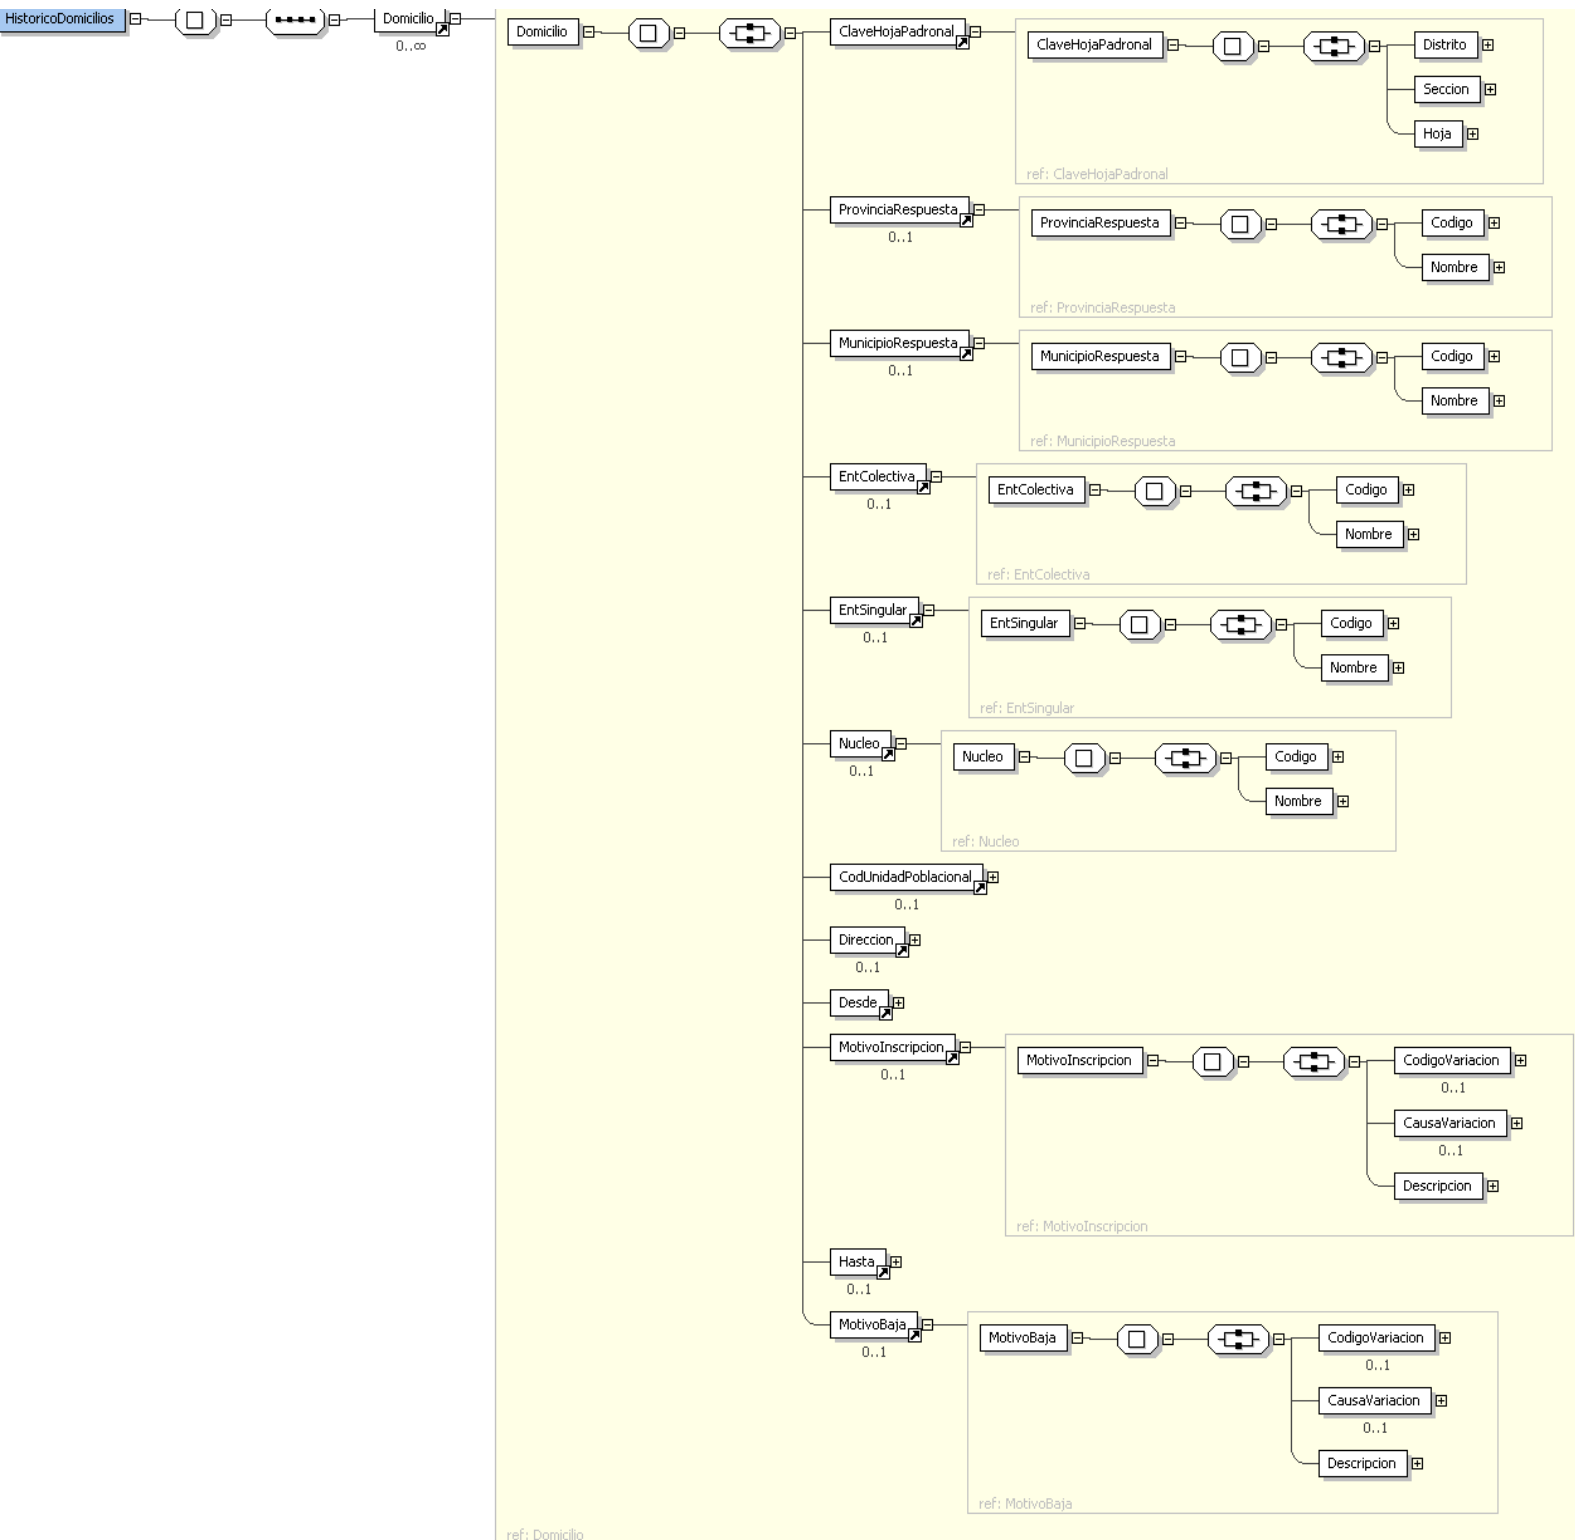 HistoricoDomicilios
Domicilio
0..∞
Domicilio
ClaveHojaPadronal
ClaveHojaPadronal
Distrito
Seccion
Hoja
ref: ClaveHojaPadronal
ProvinciaRespuesta
0..1
ProvinciaRespuesta
Codigo
Nombre
ref: ProvinciaRespuesta
MunicipioRespuesta
0..1
MunicipioRespuesta
Codigo
Nombre
ref: MunicipioRespuesta
EntColectiva
0..1
EntColectiva
Codigo
Nombre
ref: EntColectiva
EntSingular
0..1
EntSingular
Codigo
Nombre
ref: EntSingular
Nucleo
0..1
Nucleo
Codigo
Nombre
ref: Nucleo
CodUnidadPoblacional
0..1
Direccion
0..1
Desde
MotivoInscripcion
0..1
MotivoInscripcion
CodigoVariacion
0..1
CausaVariacion
0..1
Descripcion
ref: MotivoInscripcion
Hasta
0..1
MotivoBaja
0..1
MotivoBaja
CodigoVariacion
0..1
CausaVariacion
0..1
Descripcion
ref: MotivoBaja
ref: Domicilio